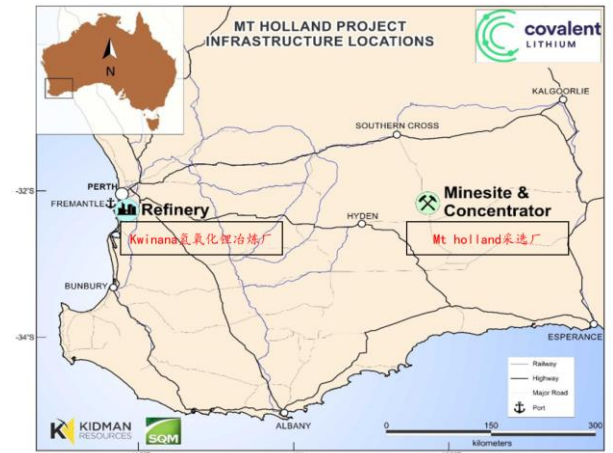 MT HOLLAND PROJECT
INFRASTRUCTURE LOCATIONS
covalent
LITHIUM
N
KALGOORLIE
SOUTHERN CROSS
-32°S
PERTH
FREMANTLE
Refinery
Minesite &
Concentrator
HYDEN
Kwinana氢氧化锂冶炼厂
Mt holland采选厂
BUNBURY
-34°S
ESPERANCE
Railway
Highway
Major Road
Port
K KIDMAN
RESOURCES
SQM
ALBANY
0 150 300
kilometers